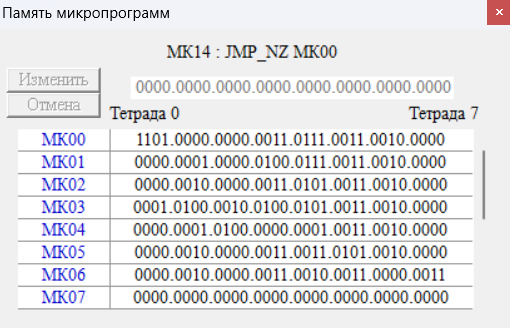 Память микропрограмм
МК14 : JMP_NZ МК00
Изменить
0000.0000.0000.0000.0000.0000.0000.0000
Отмена
Тетрада 0 Тетрада 7
МК00 1101.0000.0000.0011.0111.0011.0010.0000
МК01 0000.0001.0000.0100.0111.0011.0010.0000
МК02 0000.0010.0000.0011.0101.0011.0010.0000
МК03 0001.0100.0010.0100.0101.0011.0010.0000
МК04 0000.0001.0100.0000.0001.0011.0010.0000
МК05 0000.0010.0000.0011.0011.0101.0010.0000
МК06 0000.0010.0000.0011.0010.0011.0000.0011
МК07 0000.0000.0000.0000.0000.0000.0000.0000